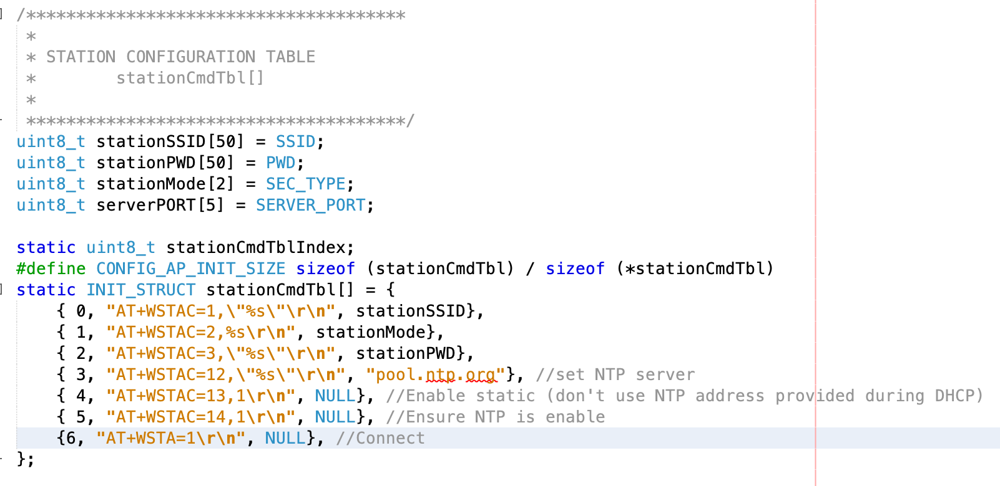 /**************************************
 *
 * STATION CONFIGURATION TABLE
 *        stationCmdTbl[]
 *
 **************************************/
uint8_t stationSSID[50] = SSID;
uint8_t stationPWD[50] = PWD;
uint8_t stationMode[2] = SEC_TYPE;
uint8_t serverPORT[5] = SERVER_PORT;

static uint8_t stationCmdTblIndex;
#define CONFIG_AP_INIT_SIZE sizeof (stationCmdTbl) / sizeof (*stationCmdTbl)
static INIT_STRUCT stationCmdTbl[] = {
    { 0, "AT+WSTAC=1,\"%s\"\r\n", stationSSID},
    { 1, "AT+WSTAC=2,%s\r\n", stationMode},
    { 2, "AT+WSTAC=3,\"%s\"\r\n", stationPWD},
    { 3, "AT+WSTAC=12,\"%s\"\r\n", "pool.ntp.org"}, //set NTP server
    { 4, "AT+WSTAC=13,1\r\n", NULL}, //Enable static (don't use NTP address provided during DHCP)
    { 5, "AT+WSTAC=14,1\r\n", NULL}, //Ensure NTP is enable
    {6, "AT+WSTA=1\r\n", NULL}, //Connect
};